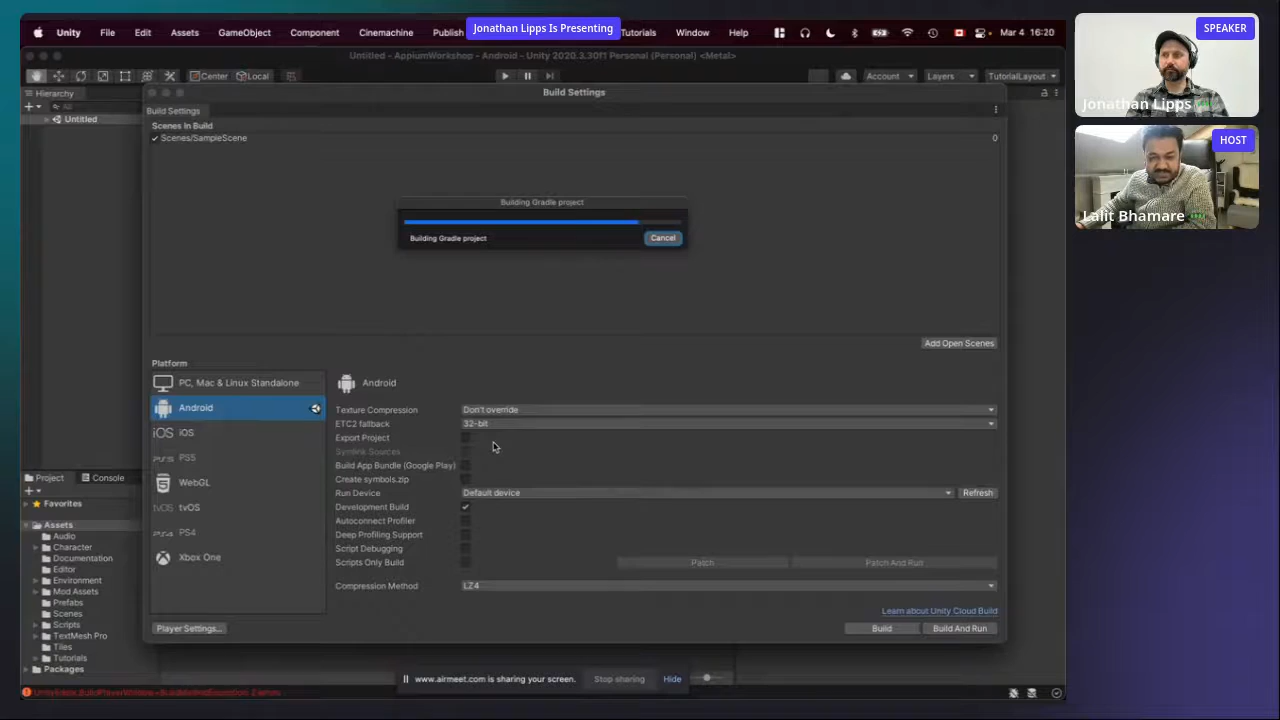 Jonathan Lipps Is Presenting
Unity File Edit Assets GameObject Component Cinemachine Publish Tutorials Window Help Mar 4 16:20
Untitled - AppiumWorkshop - Android - Unity 2020.3.30f1 Personal (Personal) <Metal>
Center Local Account Layers TutorialLayout
Hierarchy
All
Untitled
Build Settings
Build Settings
Scenes In Build
Scenes/SampleScene 0
Building Gradle project
Building Gradle project Cancel
Add Open Scenes
Platform
PC, Mac & Linux Standalone
Android
iOS iOS
PS5 PS5
WebGL
tvOS tvOS
PS4 PS4
Xbox One
Android
Texture Compression Don't override
ETC2 fallback 32-bit
Export Project
Symlink Sources
Build App Bundle (Google Play)
Create symbols.zip
Run Device Default device Refresh
Development Build
Autoconnect Profiler
Deep Profiling Support
Script Debugging
Scripts Only Build Patch Patch And Run
Compression Method LZ4
Learn about Unity Cloud Build
Player Settings... Build Build And Run
Project Console
Favorites
Assets
Audio
Character
Documentation
Editor
Environment
Mod Assets
Prefabs
Scenes
Scripts
TextMesh Pro
Tiles
Tutorials
Packages
www.airmeet.com is sharing your screen. Stop sharing Hide
SPEAKER
Jonathan Lipps
HOST
Lalit Bhamare